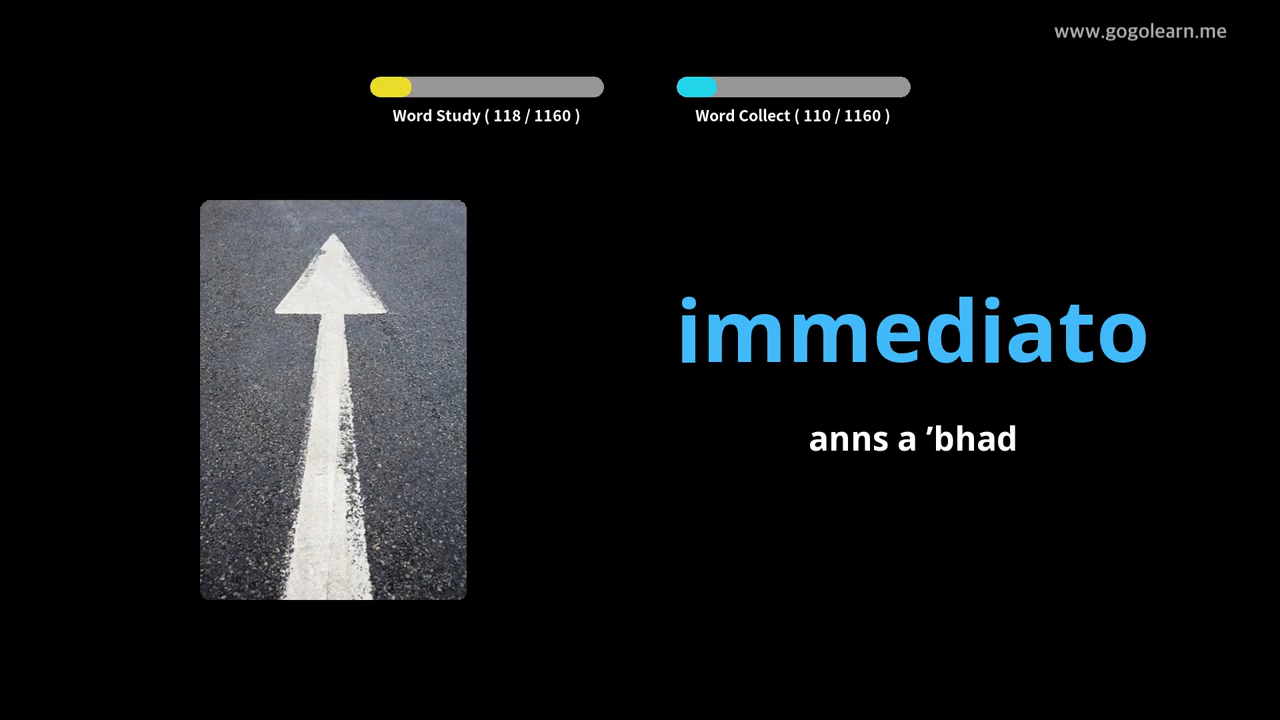 www.gogolearn.me
Word Study ( 118 / 1160 )
Word Collect ( 110 / 1160 )
immediato
anns a ’bhad